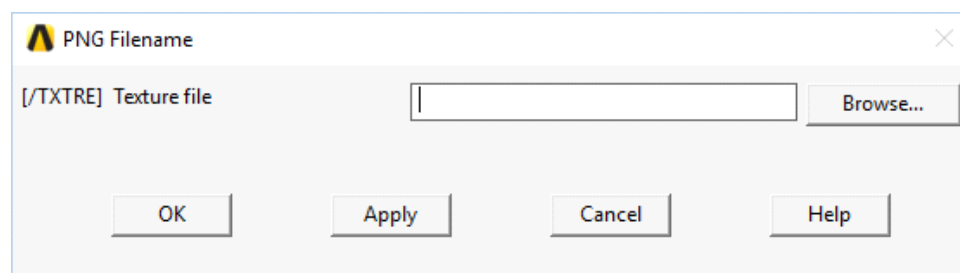 PNG Filename
[/TXTRE] Texture file
Browse...
OK Apply Cancel Help